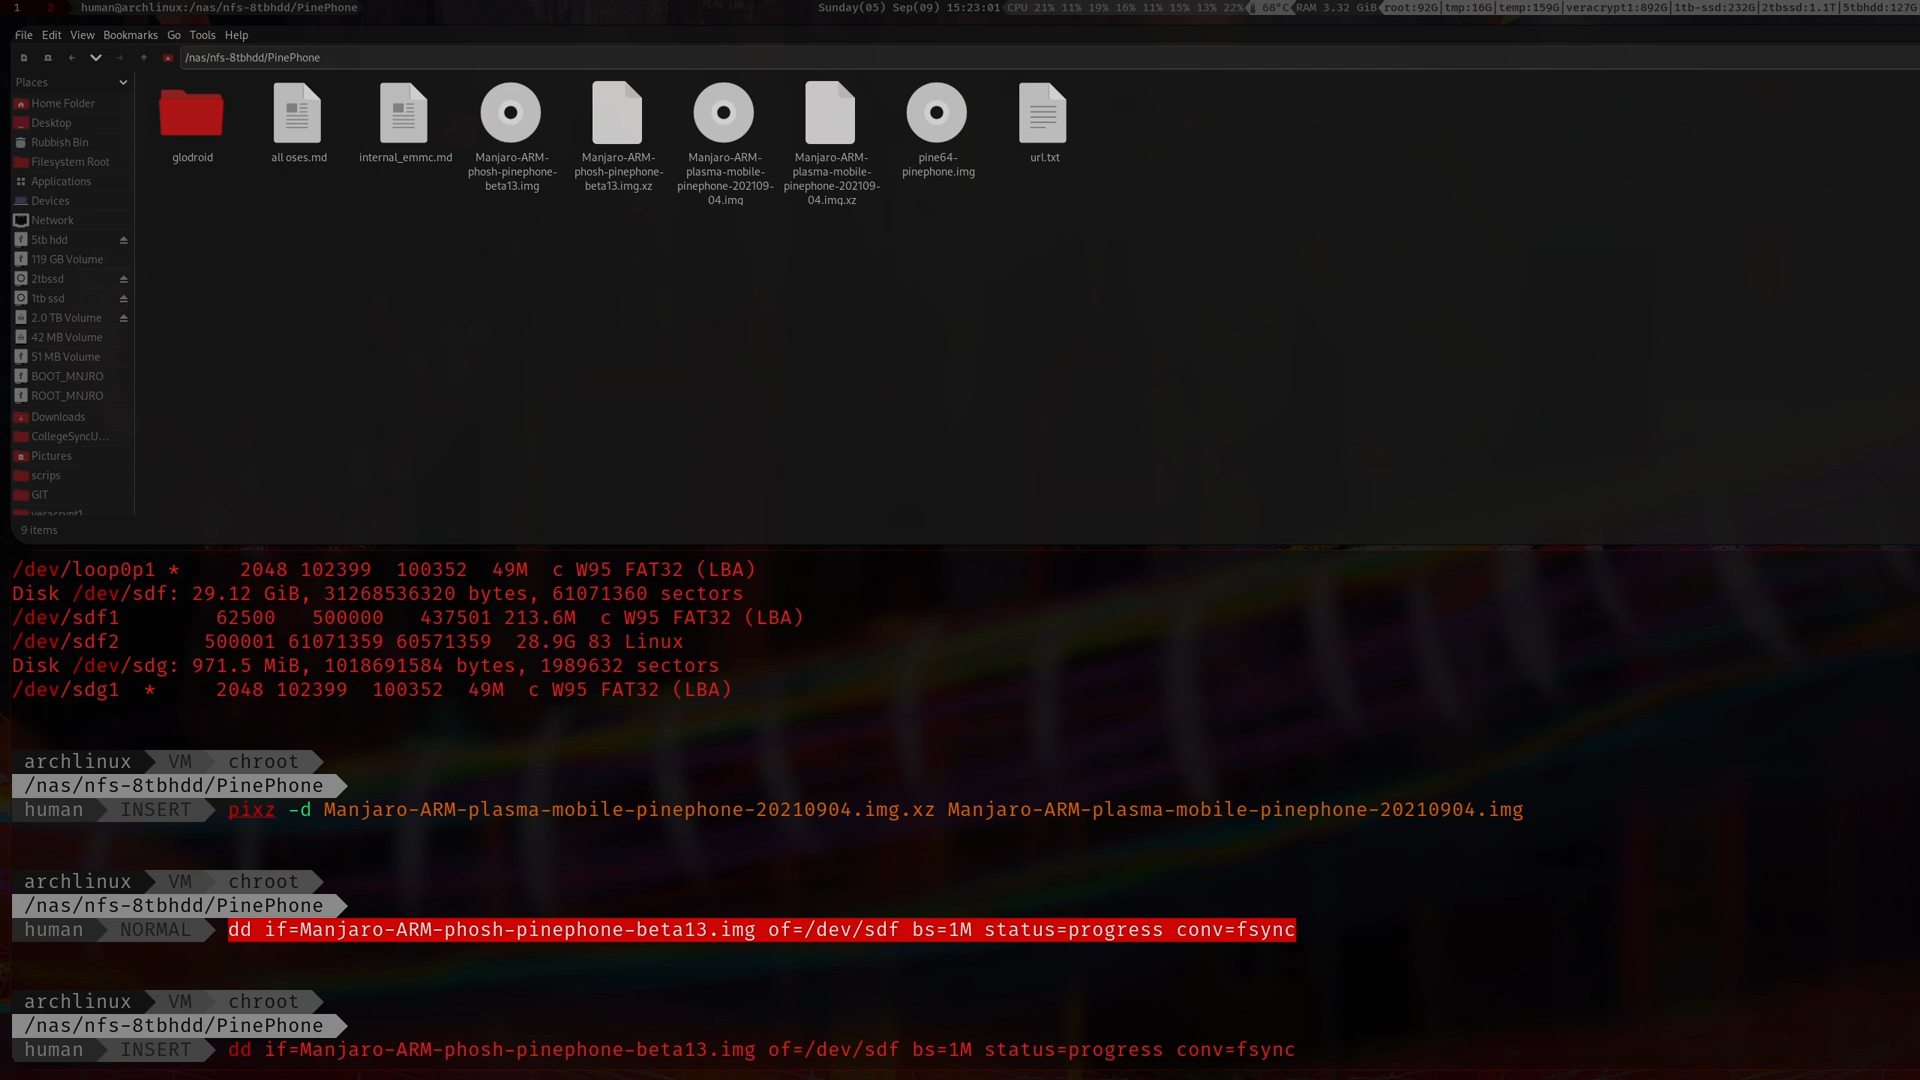 1 2 human@archlinux:/nas/nfs-8tbhdd/PinePhone Sunday(05) Sep(09) 15:23:01 CPU 21% 11% 19% 16% 11% 15% 13% 22% 68°C RAM 3.32 GiB root:92G|tmp:16G|temp:159G|veracrypt1:892G|1tb-ssd:232G|2tbssd:1.1T|5tbhdd:127G
File Edit View Bookmarks Go Tools Help
/nas/nfs-8tbhdd/PinePhone
Places
Home Folder
Desktop
Rubbish Bin
Filesystem Root
Applications
Devices
Network
5tb hdd
119 GB Volume
2tbssd
1tb ssd
2.0 TB Volume
42 MB Volume
51 MB Volume
BOOT_MNJRO
ROOT_MNJRO
Downloads
CollegeSyncU...
Pictures
scrips
GIT
veracrypt1
9 items
glodroid
all oses.md
internal_emmc.md
Manjaro-ARM-
phosh-pinephone-
beta13.img
Manjaro-ARM-
phosh-pinephone-
beta13.img.xz
Manjaro-ARM-
plasma-mobile-
pinephone-202109-
04.img
Manjaro-ARM-
plasma-mobile-
pinephone-202109-
04.img.xz
pine64-
pinephone.img
url.txt
/dev/loop0p1 * 2048 102399 100352 49M c W95 FAT32 (LBA)
Disk /dev/sdf: 29.12 GiB, 31268536320 bytes, 61071360 sectors
/dev/sdf1 62500 500000 437501 213.6M c W95 FAT32 (LBA)
/dev/sdf2 500001 61071359 60571359 28.9G 83 Linux
Disk /dev/sdg: 971.5 MiB, 1018691584 bytes, 1989632 sectors
/dev/sdg1 * 2048 102399 100352 49M c W95 FAT32 (LBA)
archlinux VM chroot
/nas/nfs-8tbhdd/PinePhone
human INSERT pixz -d Manjaro-ARM-plasma-mobile-pinephone-20210904.img.xz Manjaro-ARM-plasma-mobile-pinephone-20210904.img
archlinux VM chroot
/nas/nfs-8tbhdd/PinePhone
human NORMAL dd if=Manjaro-ARM-phosh-pinephone-beta13.img of=/dev/sdf bs=1M status=progress conv=fsync
archlinux VM chroot
/nas/nfs-8tbhdd/PinePhone
human INSERT dd if=Manjaro-ARM-phosh-pinephone-beta13.img of=/dev/sdf bs=1M status=progress conv=fsync